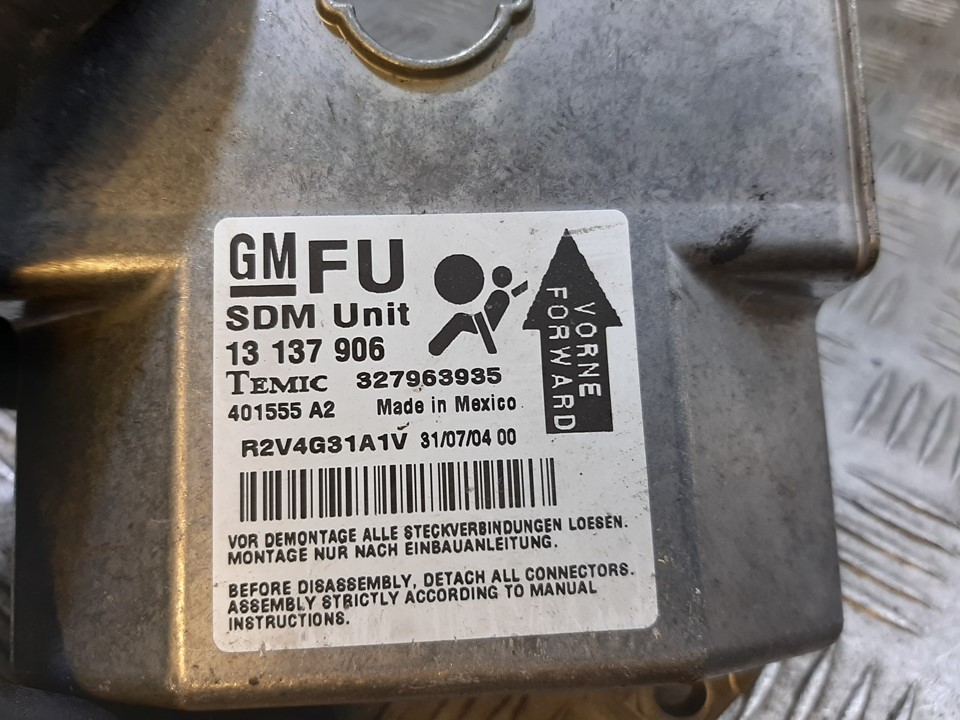 GM FU
SDM Unit
13 137 906
TEMIC 327963935
401555 A2 Made in Mexico
R2V4G31A1V 31/07/04 00
VORNE
FORWARD
VOR DEMONTAGE ALLE STECKVERBINDUNGEN LOESEN.
MONTAGE NUR NACH EINBAUANLEITUNG.
BEFORE DISASSEMBLY, DETACH ALL CONNECTORS.
ASSEMBLY STRICTLY ACCORDING TO MANUAL
INSTRUCTIONS.